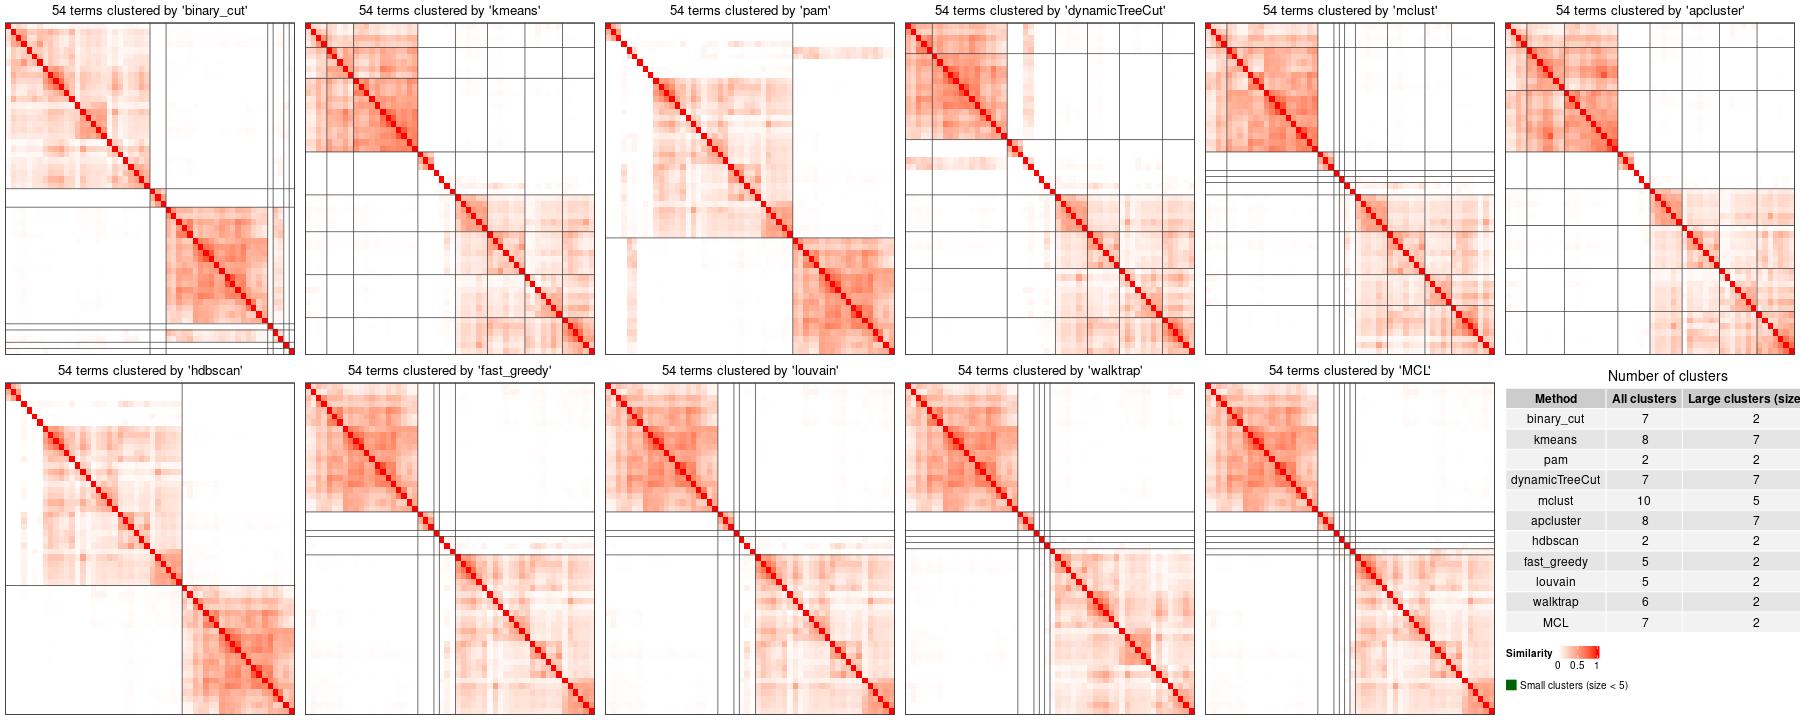 54 terms clustered by 'binary_cut'
54 terms clustered by 'kmeans'
54 terms clustered by 'pam'
54 terms clustered by 'dynamicTreeCut'
54 terms clustered by 'mclust'
54 terms clustered by 'apcluster'
54 terms clustered by 'hdbscan'
54 terms clustered by 'fast_greedy'
54 terms clustered by 'louvain'
54 terms clustered by 'walktrap'
54 terms clustered by 'MCL'
Number of clusters
Method All clusters Large clusters (size
binary_cut 7 2
kmeans 8 7
pam 2 2
dynamicTreeCut 7 7
mclust 10 5
apcluster 8 7
hdbscan 2 2
fast_greedy 5 2
louvain 5 2
walktrap 6 2
MCL 7 2
Similarity
0 0.5 1
Small clusters (size < 5)